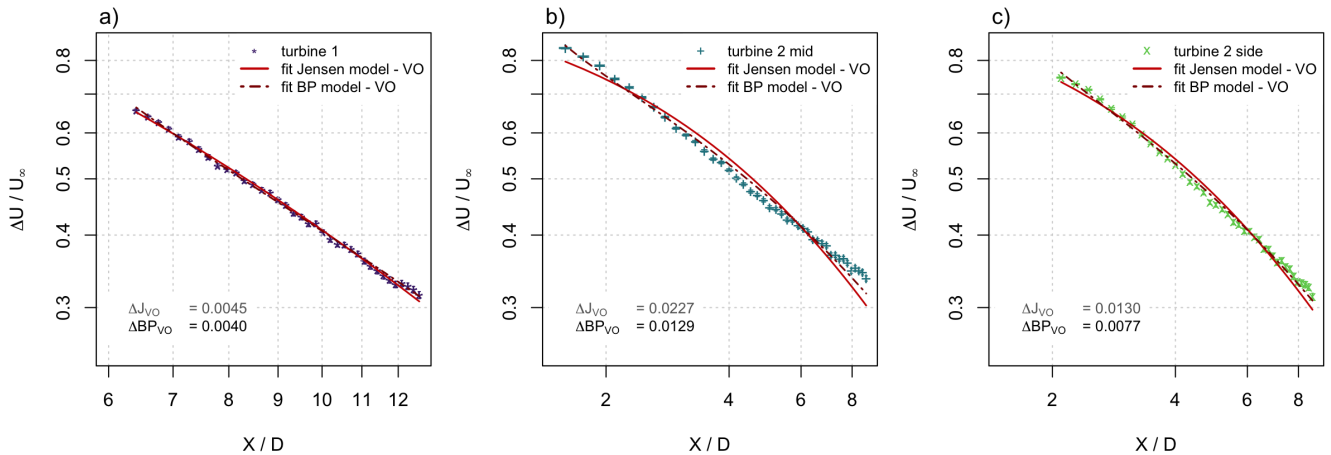 a)
turbine 1
fit Jensen model - VO
fit BP model - VO
0.8
0.6
0.5
0.4
0.3
ΔU / U∞
ΔJVO = 0.0045
ΔBPVO = 0.0040
6 7 8 9 10 11 12
X / D
b)
turbine 2 mid
fit Jensen model - VO
fit BP model - VO
0.8
0.6
0.5
0.4
0.3
ΔU / U∞
ΔJVO = 0.0227
ΔBPVO = 0.0129
2 4 6 8
X / D
c)
turbine 2 side
fit Jensen model - VO
fit BP model - VO
0.8
0.6
0.5
0.4
0.3
ΔU / U∞
ΔJVO = 0.0130
ΔBPVO = 0.0077
2 4 6 8
X / D